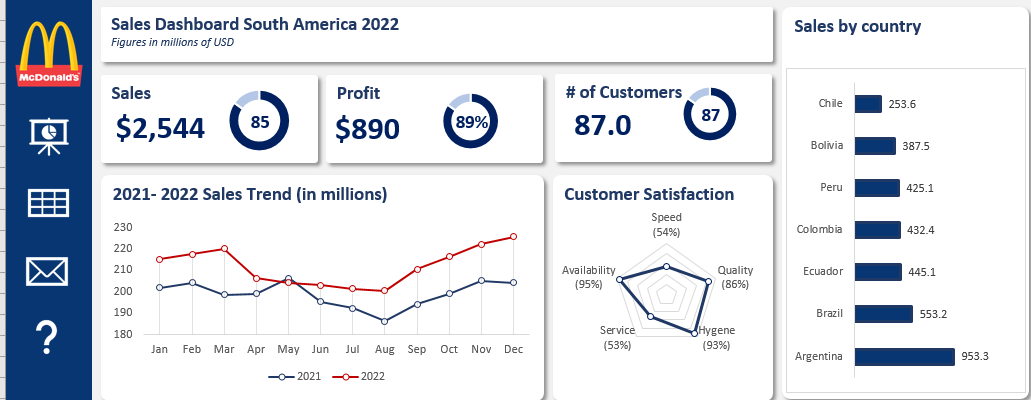 McDonald's
Sales Dashboard South America 2022
Figures in millions of USD
Sales
$2,544
85
Profit
$890
89%
# of Customers
87.0
87
2021- 2022 Sales Trend (in millions)
230
220
210
200
190
180
Jan Feb Mar Apr May Jun Jul Aug Sep Oct Nov Dec
2021 2022
Customer Satisfaction
Speed
(54%)
Quality
(86%)
Hygene
(93%)
Service
(53%)
Availability
(95%)
Sales by country
Chile 253.6
Bolivia 387.5
Peru 425.1
Colombia 432.4
Ecuador 445.1
Brazil 553.2
Argentina 953.3